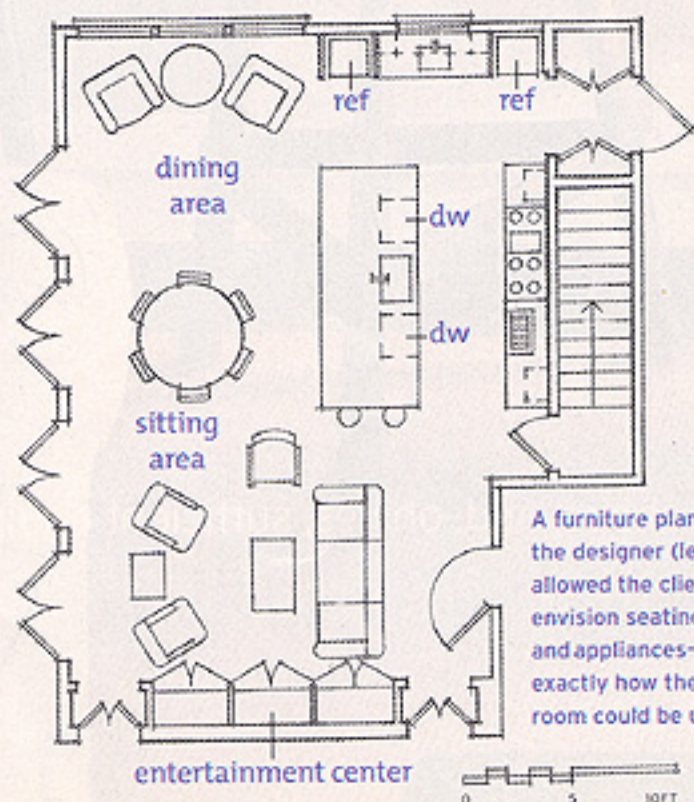 ref
ref
dining
area
dw
dw
sitting
area
A furniture plan
the designer
allowed the
envision seating
and appliances-
exactly how the
room could be
entertainment center
0 5 10FT